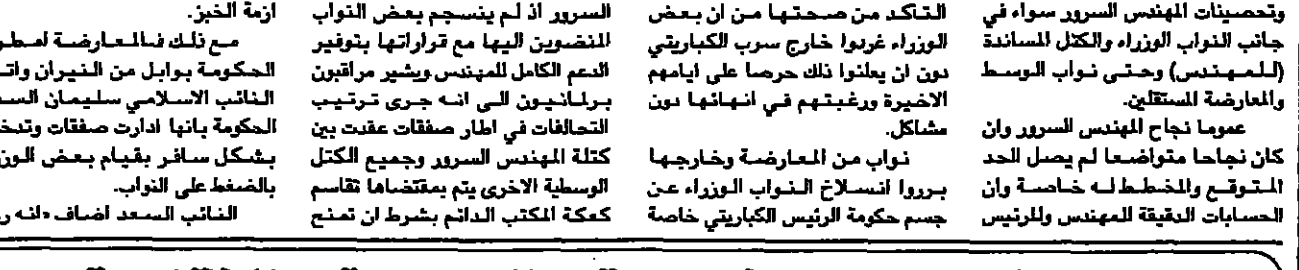 وتحصينات المهندس السرور سواء في
جانب النواب الوزراء والكتل المساندة
(للمهندس) وحتى نواب الوسط
والمعارضة المستقلين.
عموما نجاح المهندس السرور وان
كان نجاحا متواضعا لم يصل الحد
المتوقع والمخطط له خاصة وان
الحسابات الدقيقة للمهندس وللرئيس
التاكد من صحتها من ان بعض
الوزراء غردوا خارج سرب الكباريتي
دون ان يعلنوا ذلك حرصا على ايامهم
الاخيرة ورغبتهم في انهائها دون
مشاكل.
نواب من المعارضة وخارجها
برروا انسلاخ النواب الوزراء عن
جسم حكومة الرئيس الكباريتي خاصة
السرور اذ لم ينسجم بعض النواب
المنضوين اليها مع قراراتها بتوفير
الدعم الكامل للمهندس ويشير مراقبون
برلمانيون الى انه جرى ترتيب
التحالفات في اطار صفقات عقدت بين
كتلة المهندس السرور وجميع الكتل
الوسطية الاخرى يتم بمقتضاها تقاسم
كعكة المكتب الدائم بشرط ان تمنح
ازمة الخبز.
مع ذلك فالمعارضة امطر
الحكومة بوابل من النيران وات
النائب الاسلامي سليمان الس
الحكومة بانها ادارت صفقات وتدخ
بشكل سافر بقيام بعض الوز
بالضغط على النواب.
النائب السعد اضاف «انه ر